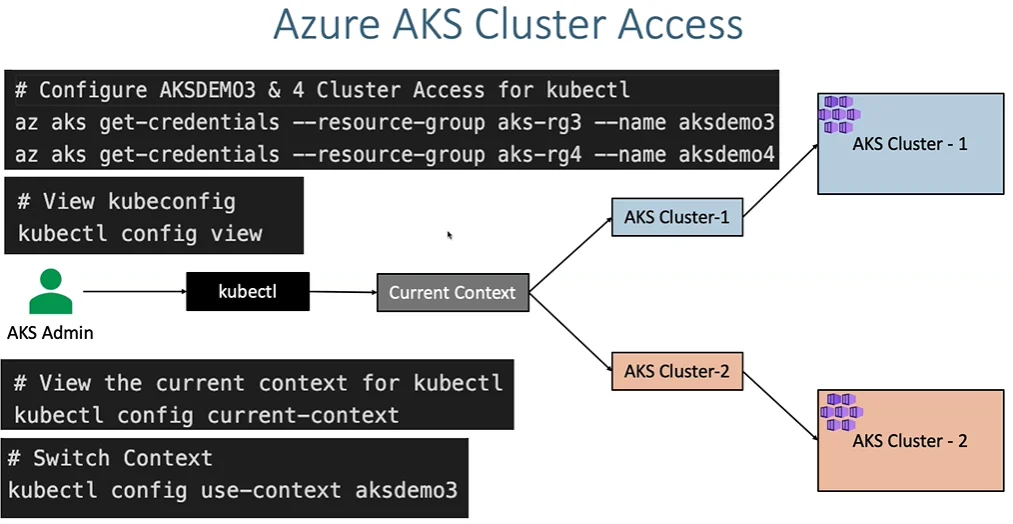 Azure AKS Cluster Access
# Configure AKSDEMO3 & 4 Cluster Access for kubectl
az aks get-credentials --resource-group aks-rg3 --name aksdemo3
az aks get-credentials --resource-group aks-rg4 --name aksdemo4
# View kubeconfig
kubectl config view
AKS Admin
kubectl
Current Context
AKS Cluster-1
AKS Cluster - 1
AKS Cluster-2
AKS Cluster - 2
# View the current context for kubectl
kubectl config current-context
# Switch Context
kubectl config use-context aksdemo3